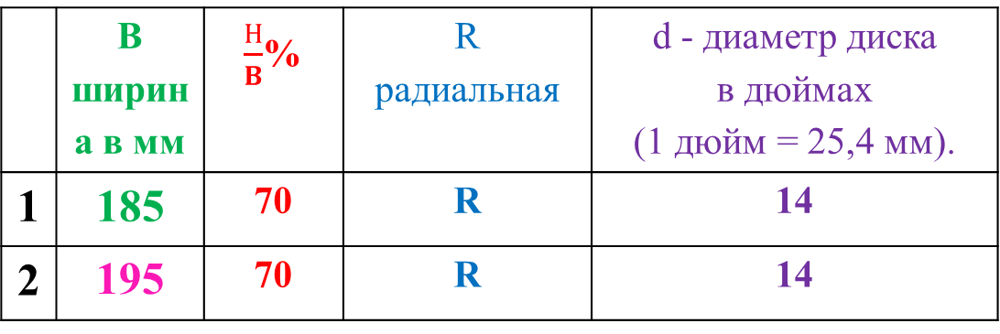 B ширин а в мм
H/B %
R радиальная
d - диаметр диска в дюймах (1 дюйм = 25,4 мм).
1 185 70 R 14
2 195 70 R 14